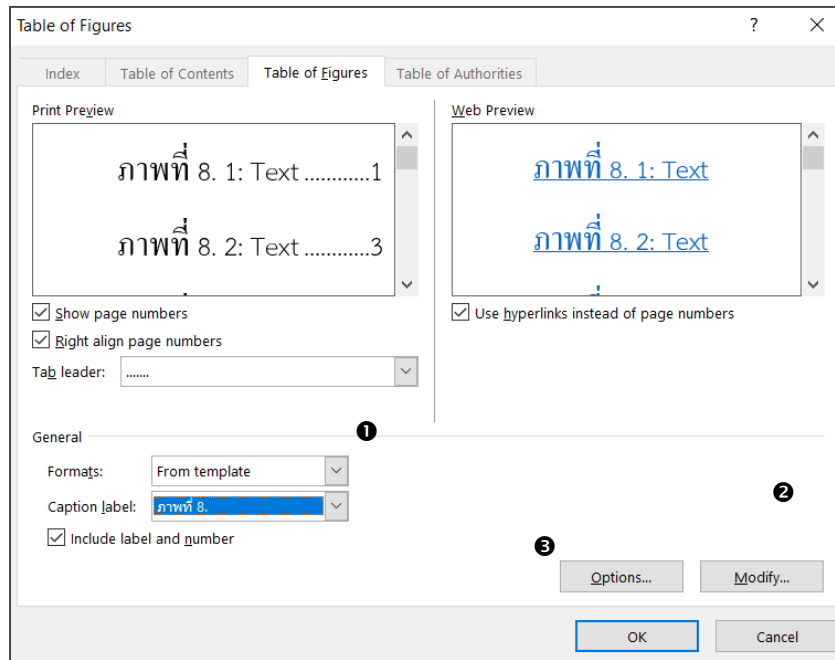 Table of Figures ? ×
Index Table of Contents Table of Figures Table of Authorities
Print Preview Web Preview
ภาพที่ 8. 1: Text ............1 ภาพที่ 8. 1: Text
ภาพที่ 8. 2: Text ............3 ภาพที่ 8. 2: Text
Show page numbers Use hyperlinks instead of page numbers
Right align page numbers
Tab leader: .......
❶
General
Formats: From template
❷
Caption label: ภาพที่ 8.
Include label and number
❸
Options... Modify...
OK Cancel